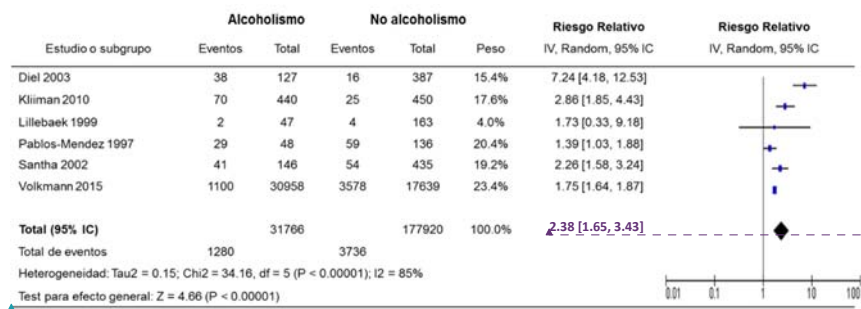 Alcoholismo No alcoholismo Riesgo Relativo Riesgo Relativo
Estudio o subgrupo Eventos Total Eventos Total Peso IV, Random, 95% IC IV, Random, 95% IC
Diel 2003 38 127 16 387 15.4% 7.24 [4.18, 12.53]
Kliiman 2010 70 440 25 450 17.6% 2.86 [1.85, 4.43]
Lillebaek 1999 2 47 4 163 4.0% 1.73 [0.33, 9.18]
Pablos-Mendez 1997 29 48 59 136 20.4% 1.39 [1.03, 1.88]
Santha 2002 41 146 54 435 19.2% 2.26 [1.58, 3.24]
Volkmann 2015 1100 30958 3578 17639 23.4% 1.75 [1.64, 1.87]
Total (95% IC) 31766 177920 100.0% 2.38 [1.65, 3.43]
Total de eventos 1280 3736
Heterogeneidad: Tau2 = 0.15; Chi2 = 34.16, df = 5 (P < 0.00001); I2 = 85%
Test para efecto general: Z = 4.66 (P < 0.00001)
0.01 0.1 1 10 100